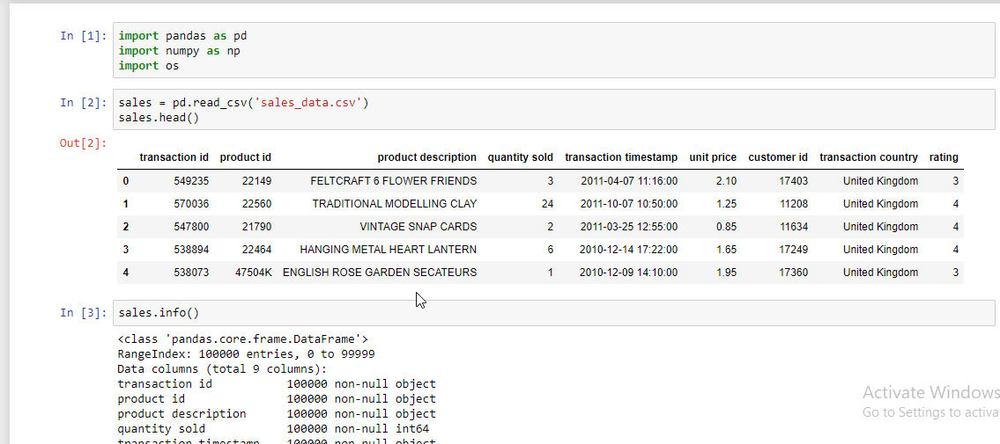 In [1]: import pandas as pd
import numpy as np
import os
In [2]: sales = pd.read_csv('sales_data.csv')
sales.head()
Out[2]:
transaction id product id product description quantity sold transaction timestamp unit price customer id transaction country rating
0 549235 22149 FELTCRAFT 6 FLOWER FRIENDS 3 2011-04-07 11:16:00 2.10 17403 United Kingdom 3
1 570036 22560 TRADITIONAL MODELLING CLAY 24 2011-10-07 10:50:00 1.25 11208 United Kingdom 4
2 547800 21790 VINTAGE SNAP CARDS 2 2011-03-25 12:55:00 0.85 11634 United Kingdom 4
3 538894 22464 HANGING METAL HEART LANTERN 6 2010-12-14 17:22:00 1.65 17249 United Kingdom 4
4 538073 47504K ENGLISH ROSE GARDEN SECATEURS 1 2010-12-09 14:10:00 1.95 17360 United Kingdom 3
In [3]: sales.info()
<class 'pandas.core.frame.DataFrame'>
RangeIndex: 100000 entries, 0 to 99999
Data columns (total 9 columns):
transaction id 100000 non-null object
product id 100000 non-null object
product description 100000 non-null object
quantity sold 100000 non-null int64
transaction timestamp 100000 non-null object
Activate Windows
Go to Settings to activa